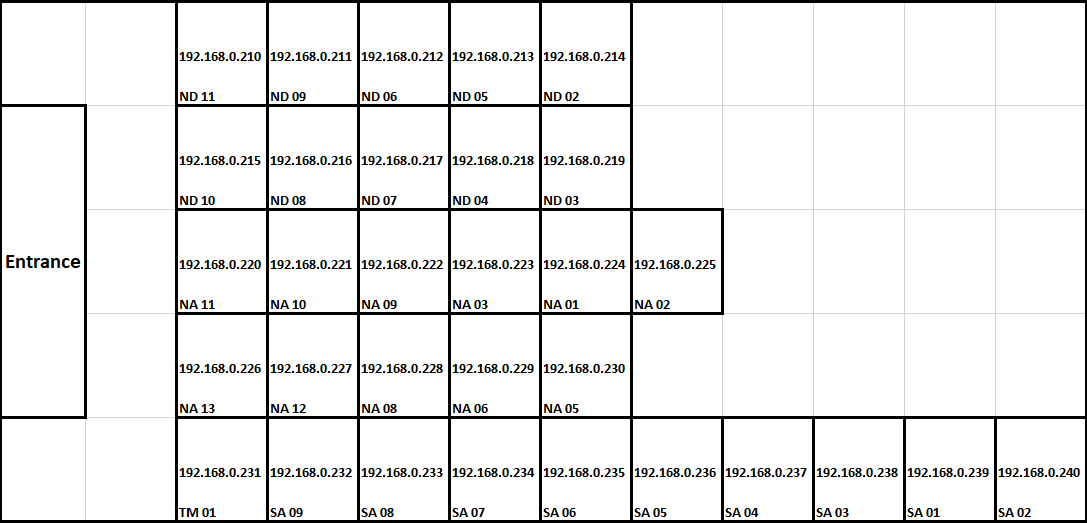 192.168.0.210 192.168.0.211 192.168.0.212 192.168.0.213 192.168.0.214
ND 11 ND 09 ND 06 ND 05 ND 02
192.168.0.215 192.168.0.216 192.168.0.217 192.168.0.218 192.168.0.219
ND 10 ND 08 ND 07 ND 04 ND 03
Entrance
192.168.0.220 192.168.0.221 192.168.0.222 192.168.0.223 192.168.0.224 192.168.0.225
NA 11 NA 10 NA 09 NA 03 NA 01 NA 02
192.168.0.226 192.168.0.227 192.168.0.228 192.168.0.229 192.168.0.230
NA 13 NA 12 NA 08 NA 06 NA 05
192.168.0.231 192.168.0.232 192.168.0.233 192.168.0.234 192.168.0.235 192.168.0.236 192.168.0.237 192.168.0.238 192.168.0.239 192.168.0.240
TM 01 SA 09 SA 08 SA 07 SA 06 SA 05 SA 04 SA 03 SA 01 SA 02